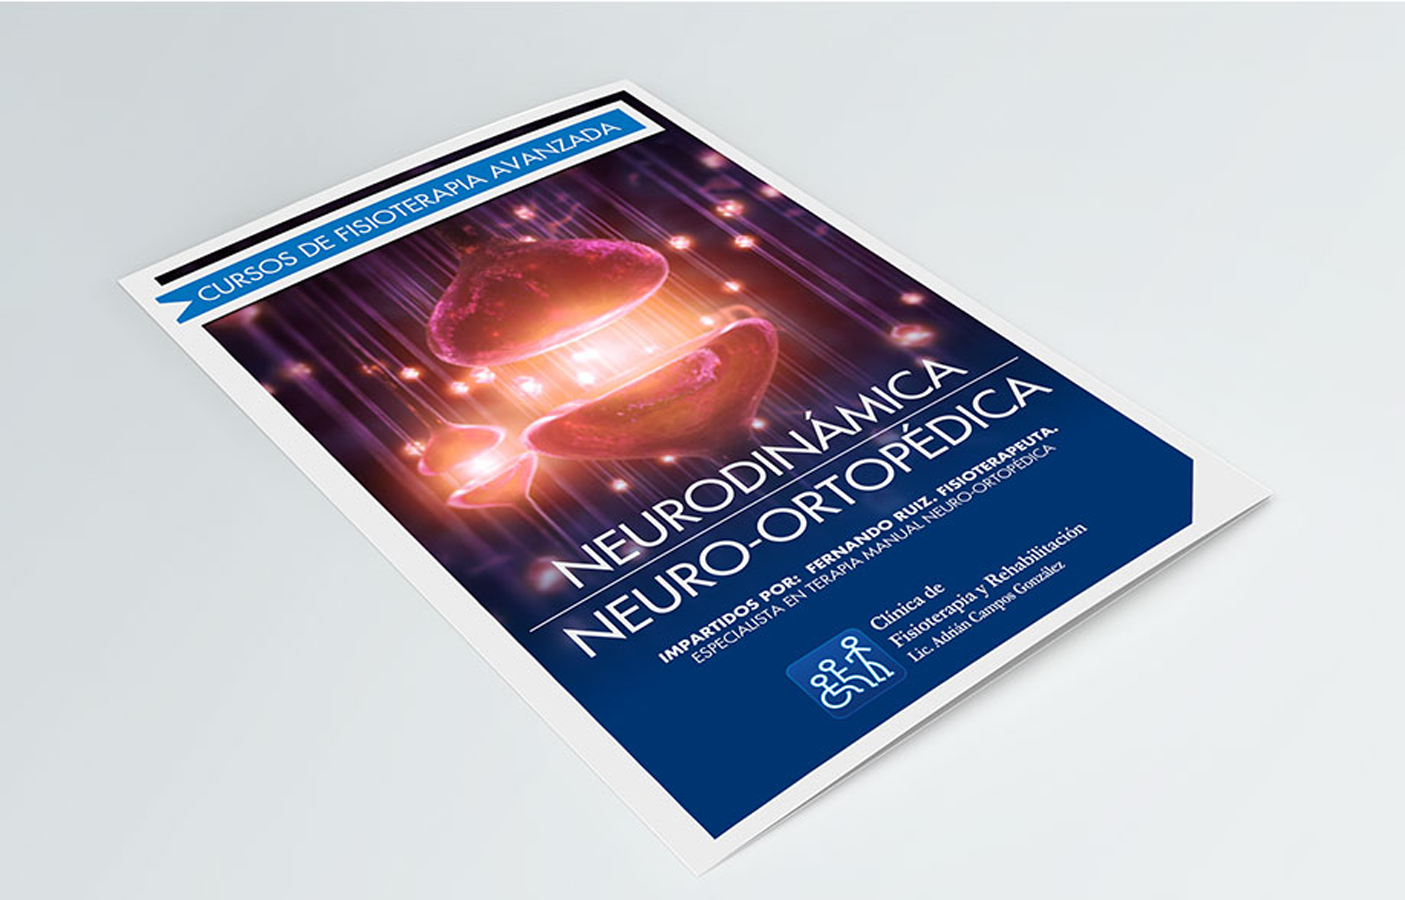 CURSOS DE FISIOTERAPIA AVANZADA
NEURODINÁMICA
NEURO-ORTOPÉDICA
IMPARTIDOS POR: FERNANDO RUIZ. FISIOTERAPEUTA.
ESPECIALISTA EN TERAPIA MANUAL NEURO-ORTOPÉDICA
Clínica de
Fisioterapia y Rehabilitación
Lic. Adrián Campos González